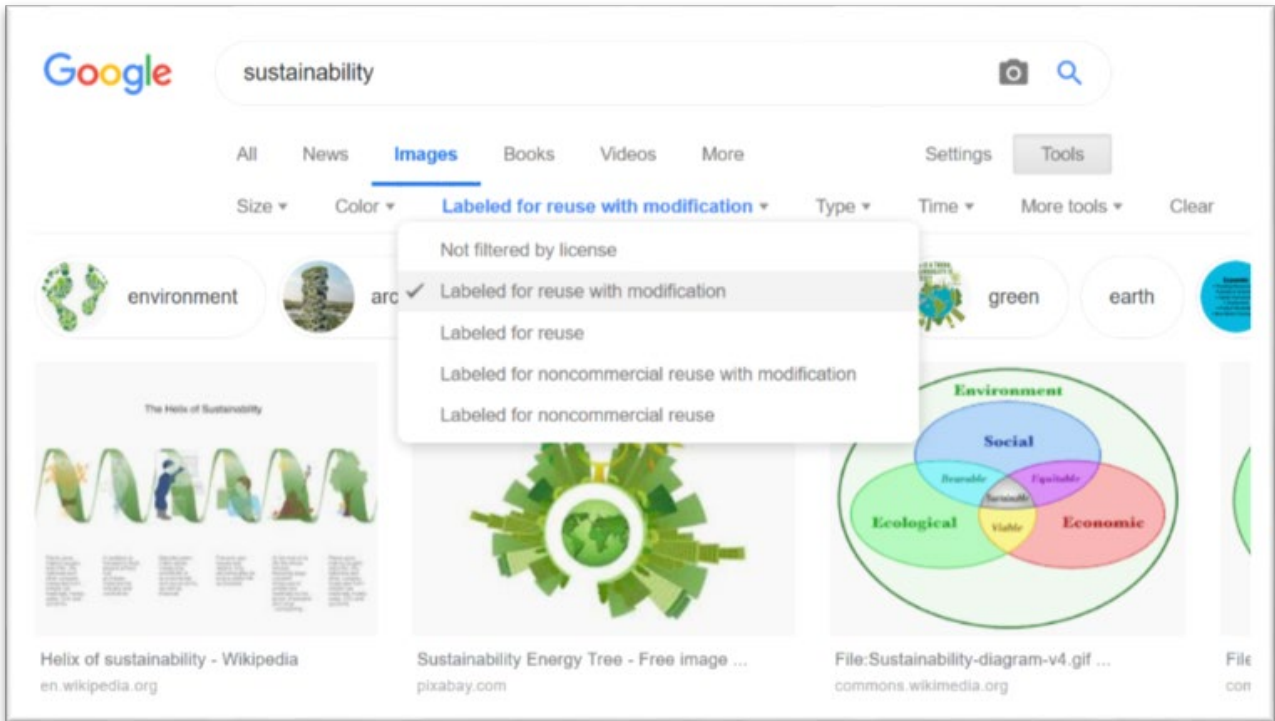 Google
sustainability
All News Images Books Videos More Settings Tools
Size Color Labeled for reuse with modification Type Time More tools Clear
Not filtered by license
Labeled for reuse with modification
Labeled for reuse
Labeled for noncommercial reuse with modification
Labeled for noncommercial reuse
environment arc green earth
The Helix of Sustainability
Environment
Social
Bearable Equitable
Sustainable
Ecological Viable Economic
Helix of sustainability - Wikipedia
en.wikipedia.org
Sustainability Energy Tree - Free image ...
pixabay.com
File:Sustainability-diagram-v4.gif ...
commons.wikimedia.org
File
com